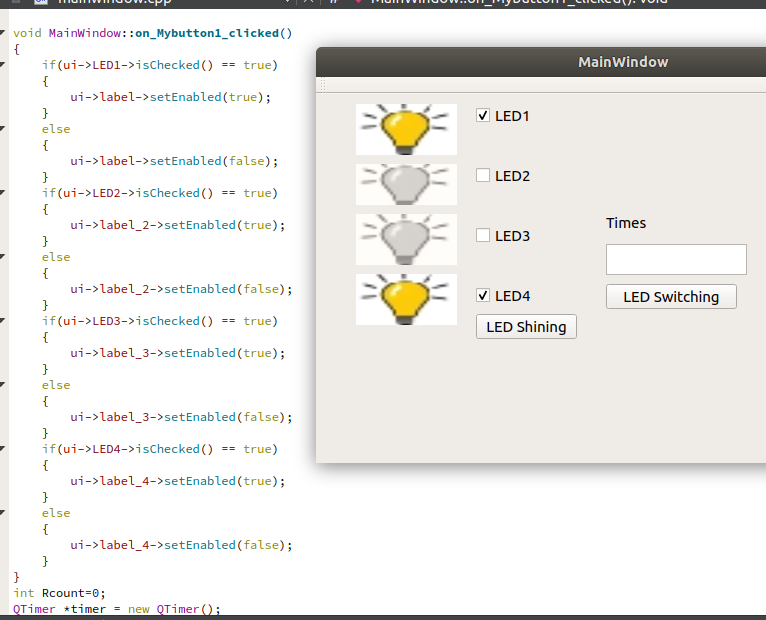 mainwindow.cpp
MainWindow::on_Mybutton1_clicked(): void
void MainWindow::on_Mybutton1_clicked()
{
if(ui->LED1->isChecked() == true)
{
ui->label->setEnabled(true);
}
else
{
ui->label->setEnabled(false);
}
if(ui->LED2->isChecked() == true)
{
ui->label_2->setEnabled(true);
}
else
{
ui->label_2->setEnabled(false);
}
if(ui->LED3->isChecked() == true)
{
ui->label_3->setEnabled(true);
}
else
{
ui->label_3->setEnabled(false);
}
if(ui->LED4->isChecked() == true)
{
ui->label_4->setEnabled(true);
}
else
{
ui->label_4->setEnabled(false);
}
}
int Rcount=0;
QTimer *timer = new QTimer();
MainWindow
LED1
LED2
LED3
LED4
LED Shining
Times
LED Switching